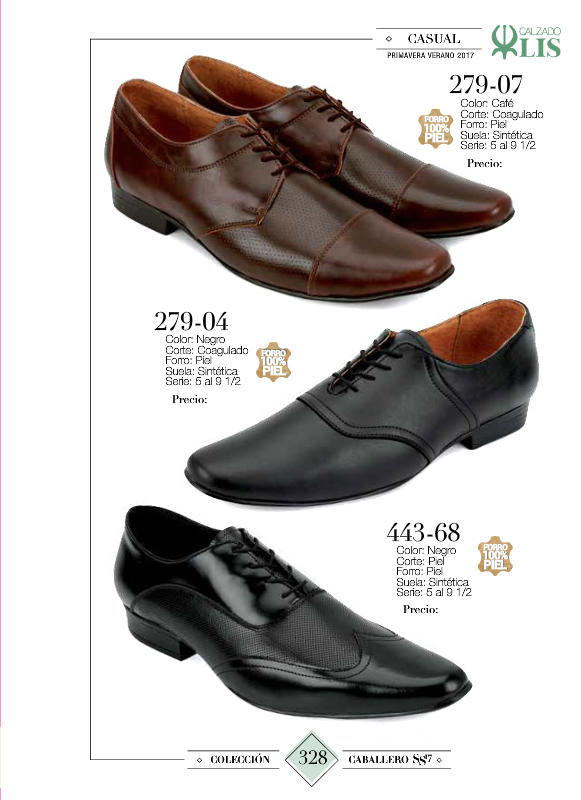 CASUAL
PRIMAVERA VERANO 2017
CALZADO
LIS
279-07
Color: Café
Corte: Coagulado
Forro: Piel
Suela: Sintética
Serie: 5 al 9 1/2
Precio:
FORRO
100%
PIEL
279-04
Color: Negro
Corte: Coagulado
Forro: Piel
Suela: Sintética
Serie: 5 al 9 1/2
Precio:
FORRO
100%
PIEL
443-68
Color: Negro
Corte: Piel
Forro: Piel
Suela: Sintética
Serie: 5 al 9 1/2
Precio:
FORRO
100%
PIEL
COLECCIÓN 328 CABALLERO SS17